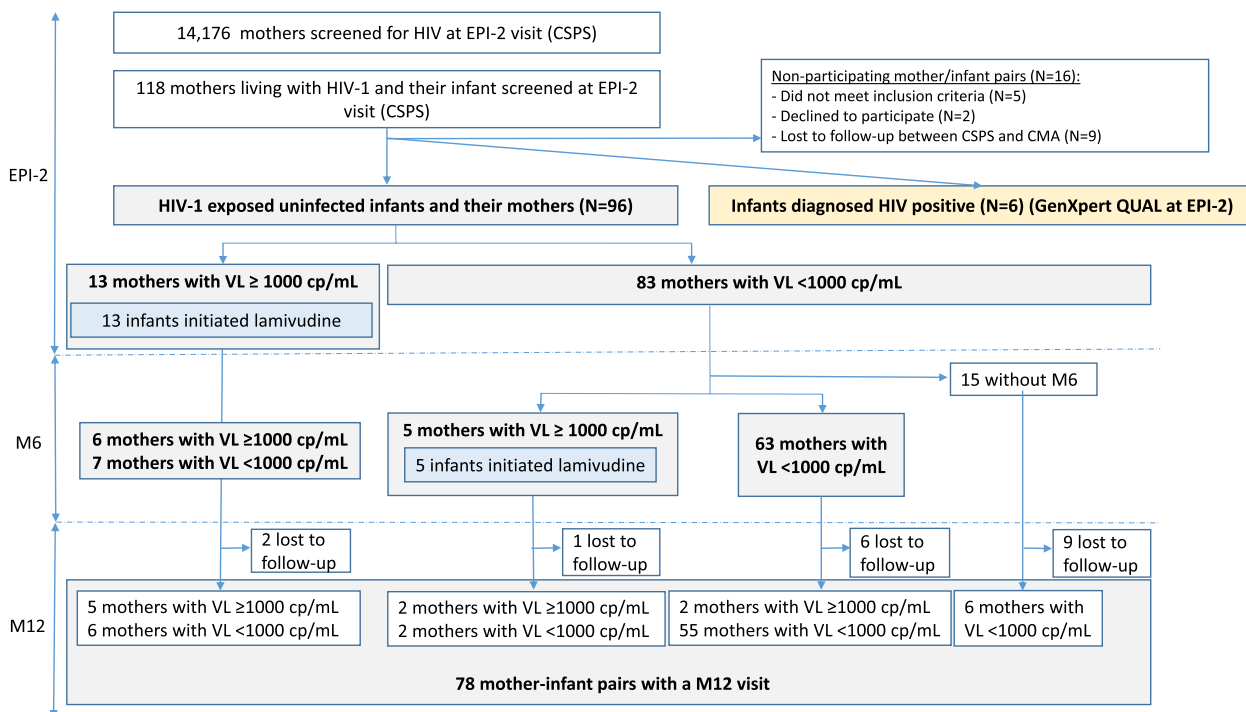 14,176 mothers screened for HIV at EPI-2 visit (CSPS)
118 mothers living with HIV-1 and their infant screened at EPI-2
visit (CSPS)
Non-participating mother/infant pairs (N=16):
- Did not meet inclusion criteria (N=5)
- Declined to participate (N=2)
- Lost to follow-up between CSPS and CMA (N=9)
EPI-2
HIV-1 exposed uninfected infants and their mothers (N=96)
Infants diagnosed HIV positive (N=6) (GenXpert QUAL at EPI-2)
13 mothers with VL ≥ 1000 cp/mL
13 infants initiated lamivudine
83 mothers with VL <1000 cp/mL
15 without M6
M6
6 mothers with VL ≥1000 cp/mL
7 mothers with VL <1000 cp/mL
5 mothers with VL ≥ 1000 cp/mL
5 infants initiated lamivudine
63 mothers with
VL <1000 cp/mL
2 lost to
follow-up
1 lost to
follow-up
6 lost to
follow-up
9 lost to
follow-up
M12
5 mothers with VL ≥1000 cp/mL
6 mothers with VL <1000 cp/mL
2 mothers with VL ≥1000 cp/mL
2 mothers with VL <1000 cp/mL
2 mothers with VL ≥1000 cp/mL
55 mothers with VL <1000 cp/mL
6 mothers with
VL <1000 cp/mL
78 mother-infant pairs with a M12 visit